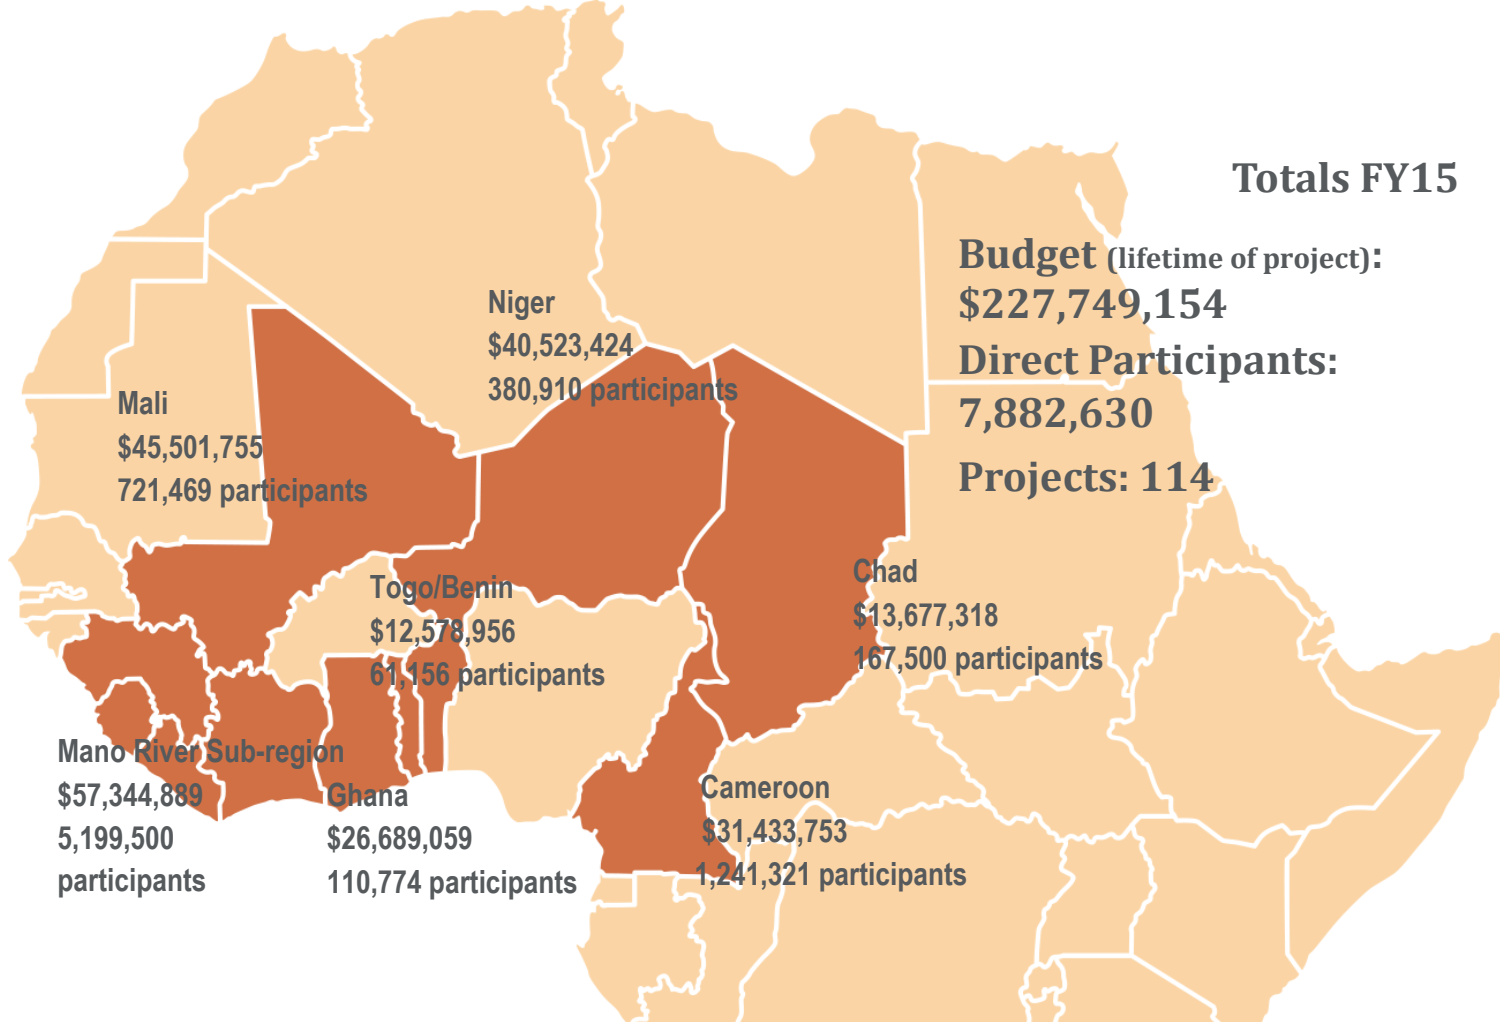 Totals FY15
Budget (lifetime of project):
$227,749,154
Direct Participants:
7,882,630
Projects: 114
Niger
$40,523,424
380,910 participants
Mali
$45,501,755
721,469 participants
Togo/Benin
$12,578,956
61,156 participants
Chad
$13,677,318
167,500 participants
Mano River Sub-region
$57,344,889
5,199,500
participants
Ghana
$26,689,059
110,774 participants
Cameroon
$31,433,753
1,241,321 participants